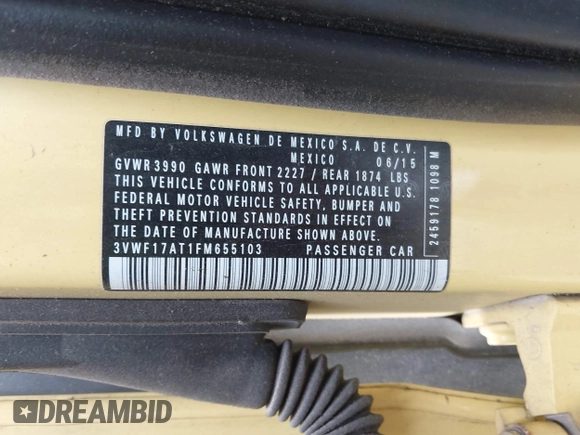 MFD BY VOLKSWAGEN DE MEXICO S.A. DE C.V.
MEXICO 06/15
GVWR 3990 GAWR FRONT 2227 / REAR 1874 LBS
THIS VEHICLE CONFORMS TO ALL APPLICABLE U.S.
FEDERAL MOTOR VEHICLE SAFETY, BUMPER AND
THEFT PREVENTION STANDARDS IN EFFECT ON
THE DATE OF MANUFACTURE SHOWN ABOVE.
3VWF17AT1FM655103 PASSENGER CAR
2459178 1098 M
DREAMBID